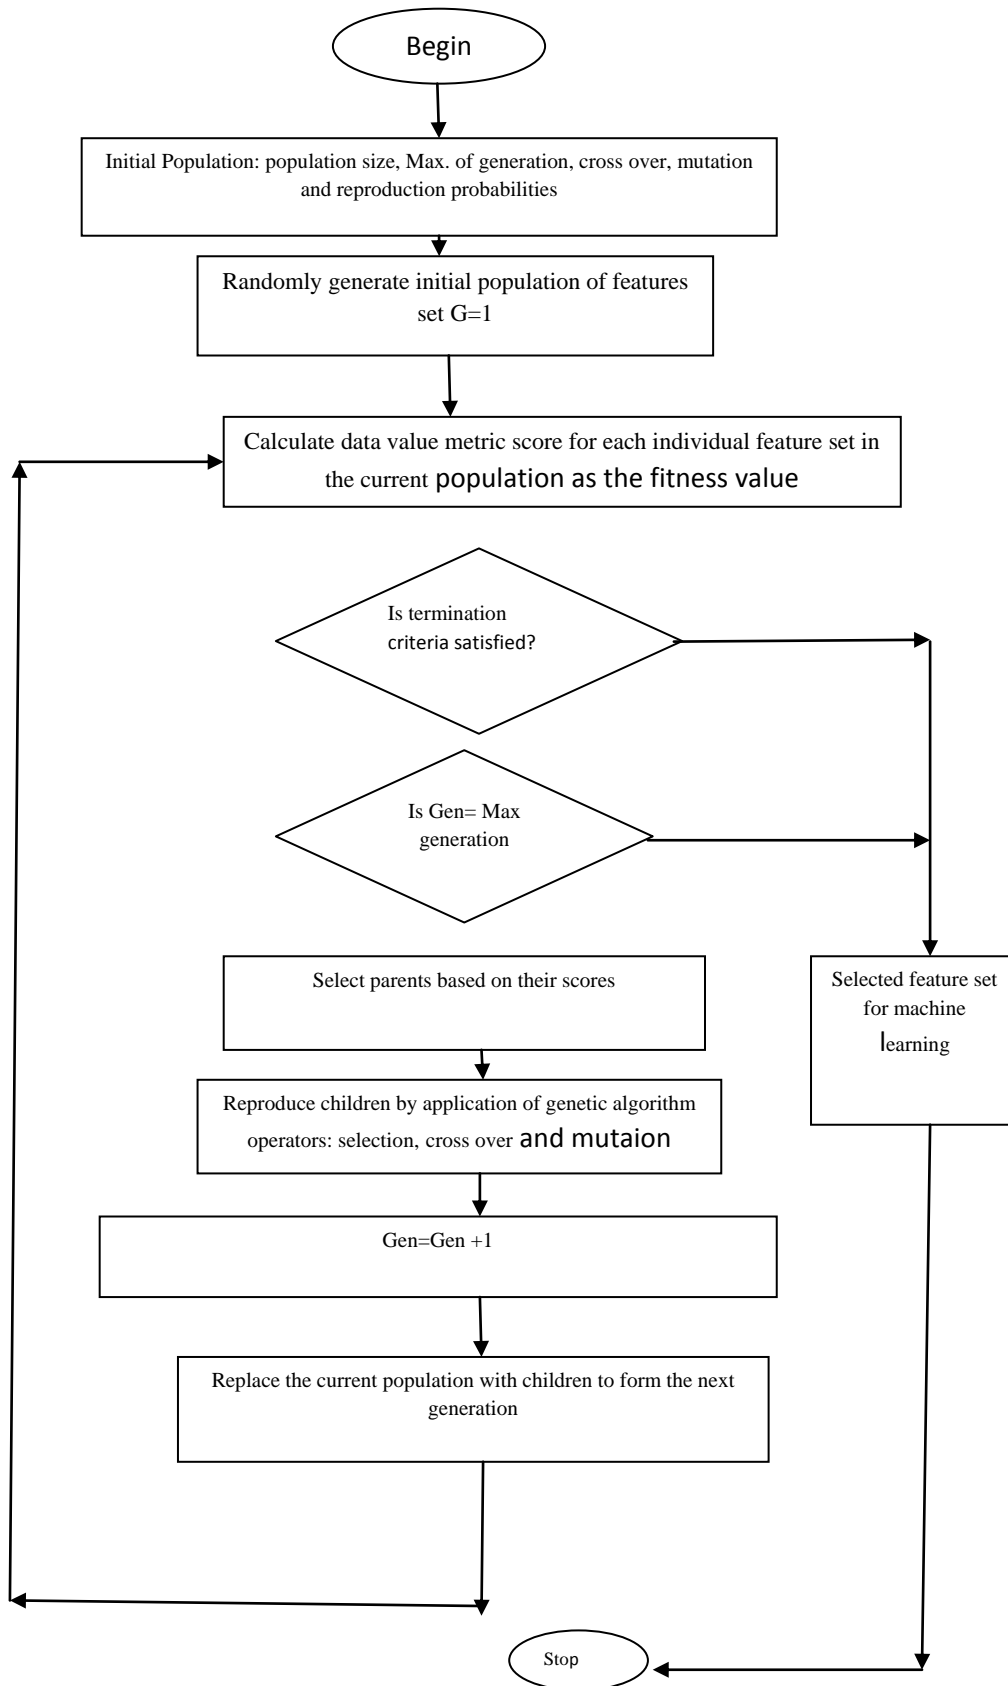 Begin
Initial Population: population size, Max. of generation, cross over, mutation
and reproduction probabilities
Randomly generate initial population of features
set G=1
Calculate data value metric score for each individual feature set in
the current population as the fitness value
Is termination
criteria satisfied?
Is Gen= Max
generation
Select parents based on their scores
Selected feature set
for machine
learning
Reproduce children by application of genetic algorithm
operators: selection, cross over and mutaion
Gen=Gen +1
Replace the current population with children to form the next
generation
Stop